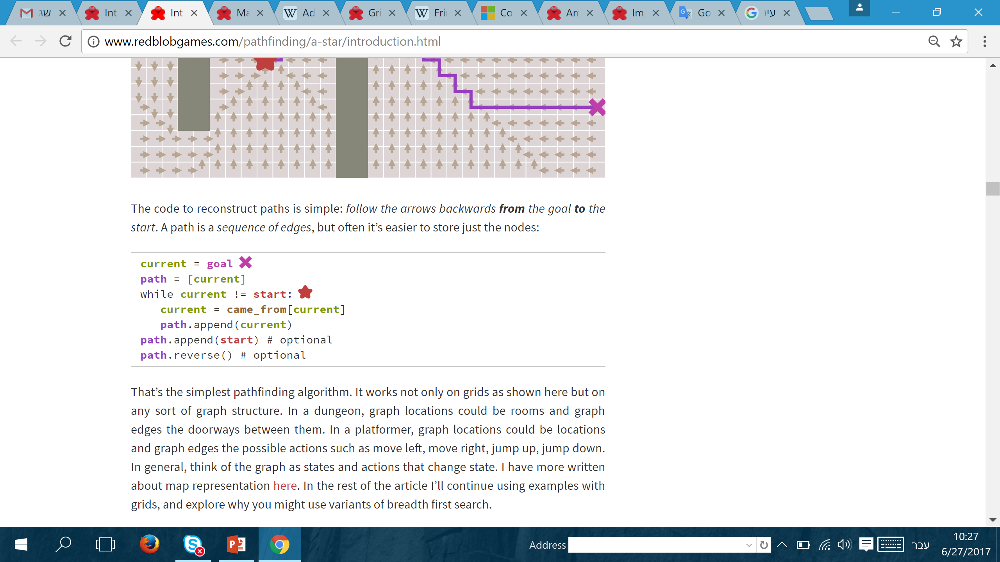 שג Int Int Ma Ad Gri Frin Co Am Im Go עיו
www.redblobgames.com/pathfinding/a-star/introduction.html
The code to reconstruct paths is simple: follow the arrows backwards from the goal to the
start. A path is a sequence of edges, but often it’s easier to store just the nodes:
current = goal
path = [current]
while current != start:
current = came_from[current]
path.append(current)
path.append(start) # optional
path.reverse() # optional
That’s the simplest pathfinding algorithm. It works not only on grids as shown here but on
any sort of graph structure. In a dungeon, graph locations could be rooms and graph
edges the doorways between them. In a platformer, graph locations could be locations
and graph edges the possible actions such as move left, move right, jump up, jump down.
In general, think of the graph as states and actions that change state. I have more written
about map representation here. In the rest of the article I’ll continue using examples with
grids, and explore why you might use variants of breadth first search.
Address
עבר
10:27
6/27/2017